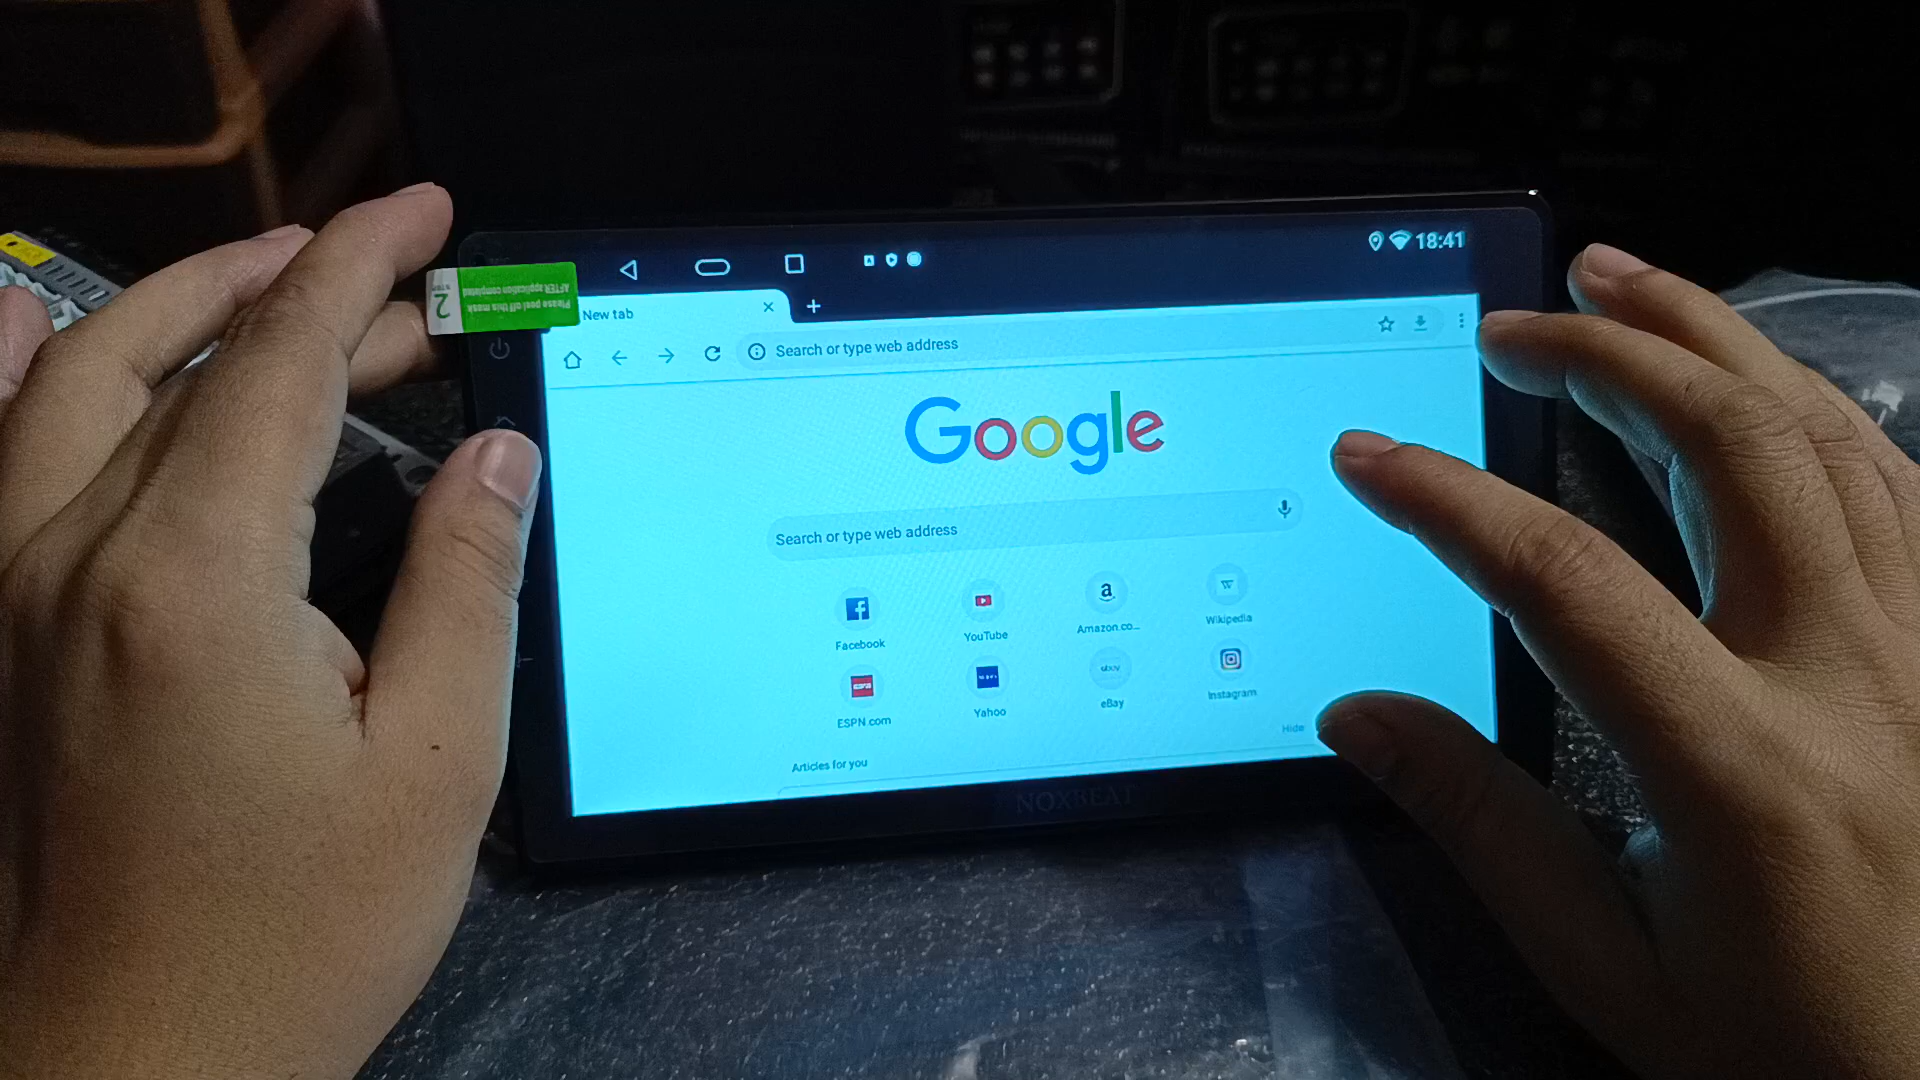 18:41
2
STEP
Please peel off this mask
AFTER application completed
New tab
Search or type web address
Google
Search or type web address
Facebook
YouTube
Amazon.co...
Wikipedia
ESPN.com
Yahoo
eBay
Instagram
Hide
Articles for you
NOXBEAT